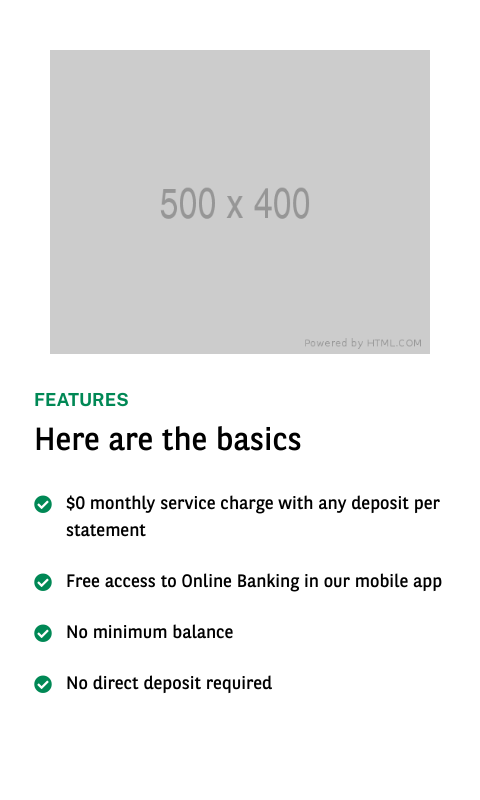 500 x 400
Powered by HTML.COM
FEATURES
Here are the basics
$0 monthly service charge with any deposit per
statement
Free access to Online Banking in our mobile app
No minimum balance
No direct deposit required